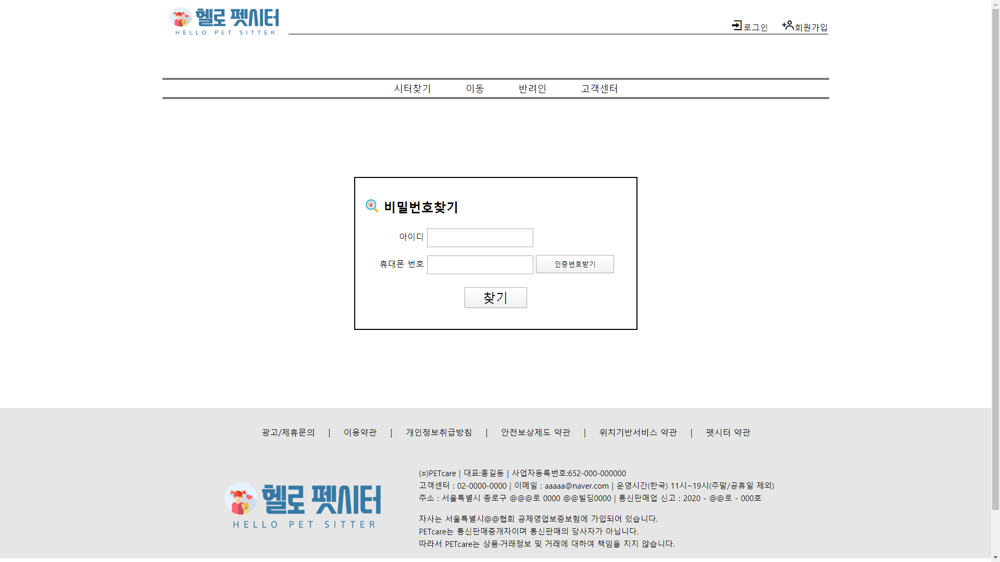 헬로 펫시터
HELLO PET SITTER
로그인 회원가입
시터찾기 이동 반려인 고객센터
비밀번호찾기
아이디
휴대폰 번호 인증번호받기
찾기
광고/제휴문의 | 이용약관 | 개인정보취급방침 | 안전보상제도 약관 | 위치기반서비스 약관 | 펫시터 약관
헬로 펫시터
HELLO PET SITTER
㈜PETcare | 대표:홍길동 | 사업자등록번호:652-000-000000
고객센터 : 02-0000-0000 | 이메일 : aaaaa@naver.com | 운영시간(한국) 11시~19시(주말/공휴일 제외)
주소 : 서울특별시 종로구 @@@로 0000 @@빌딩0000 | 통신판매업 신고 : 2020 - @@로 - 000호
자사는 서울특별시@@협회 공제영업보증보험에 가입되어 있습니다.
PETcare는 통신판매중개자이며 통신판매의 당사자가 아닙니다.
따라서 PETcare는 상품·거래정보 및 거래에 대하여 책임을 지지 않습니다.